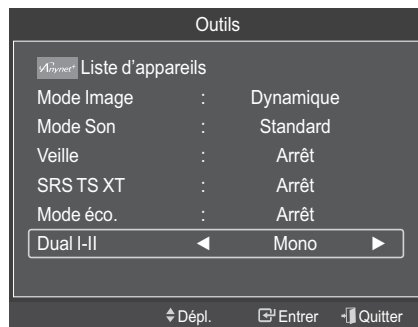 Outils
Anynet+ Liste d'appareils
Mode Image : Dynamique
Mode Son : Standard
Veille : Arrêt
SRS TS XT : Arrêt
Mode éco. : Arrêt
Dual l-ll ◄ Mono ►
Dépl. Entrer Quitter